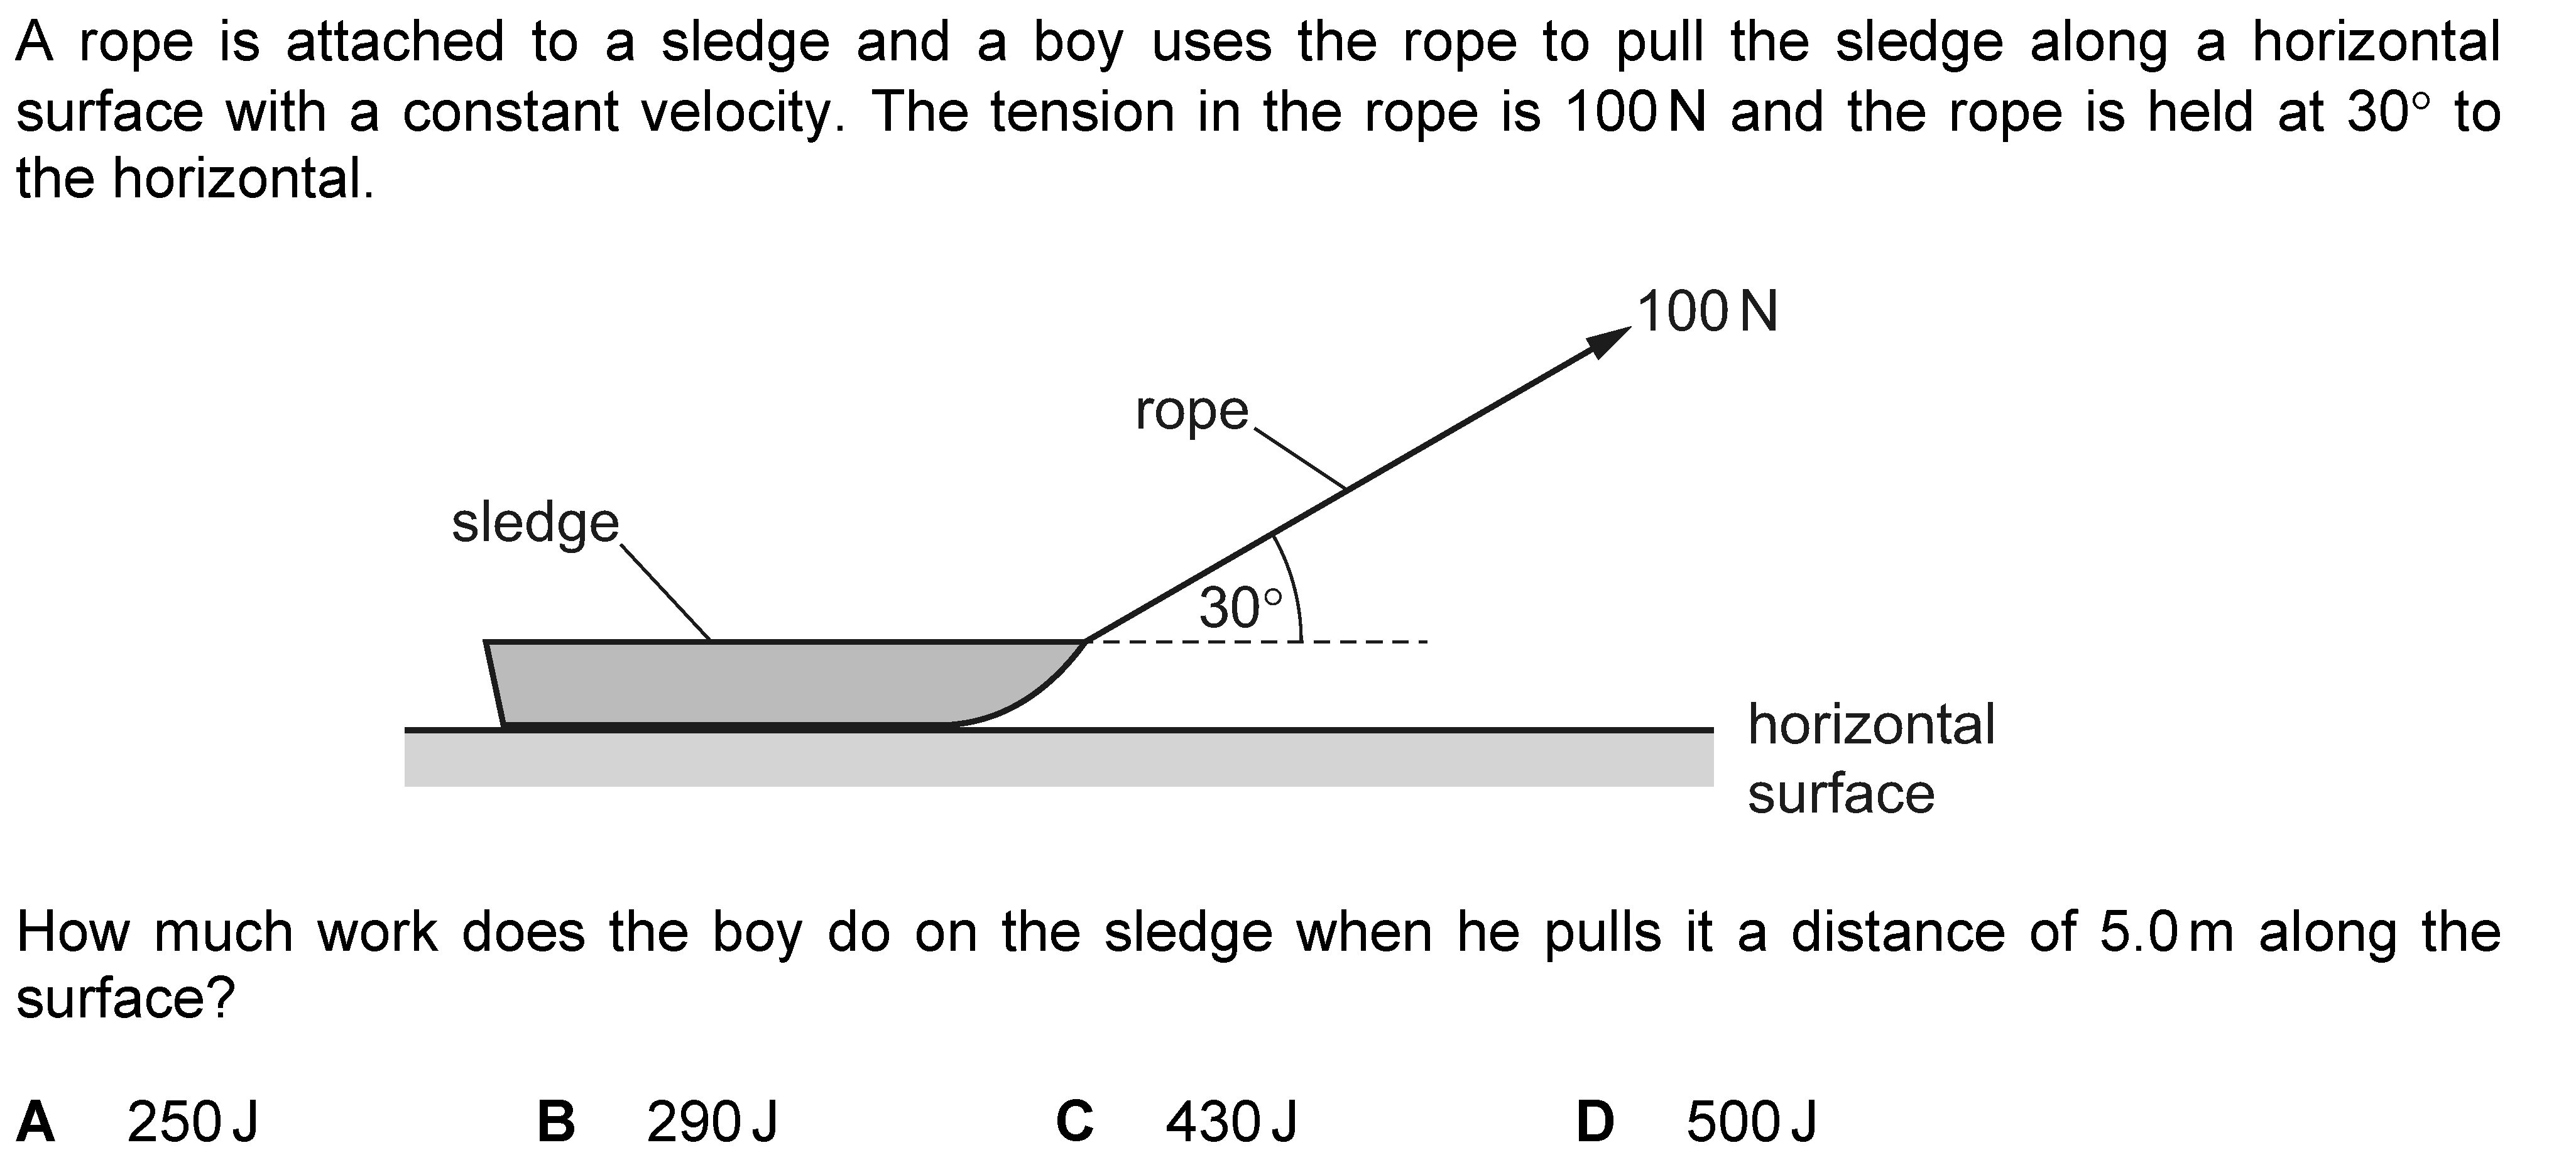 A rope is attached to a sledge and a boy uses the rope to pull the sledge along a horizontal
surface with a constant velocity. The tension in the rope is 100 N and the rope is held at 30° to
the horizontal.
100 N
rope
sledge
30°
horizontal
surface
How much work does the boy do on the sledge when he pulls it a distance of 5.0 m along the
surface?
A 250 J B 290 J C 430 J D 500 J